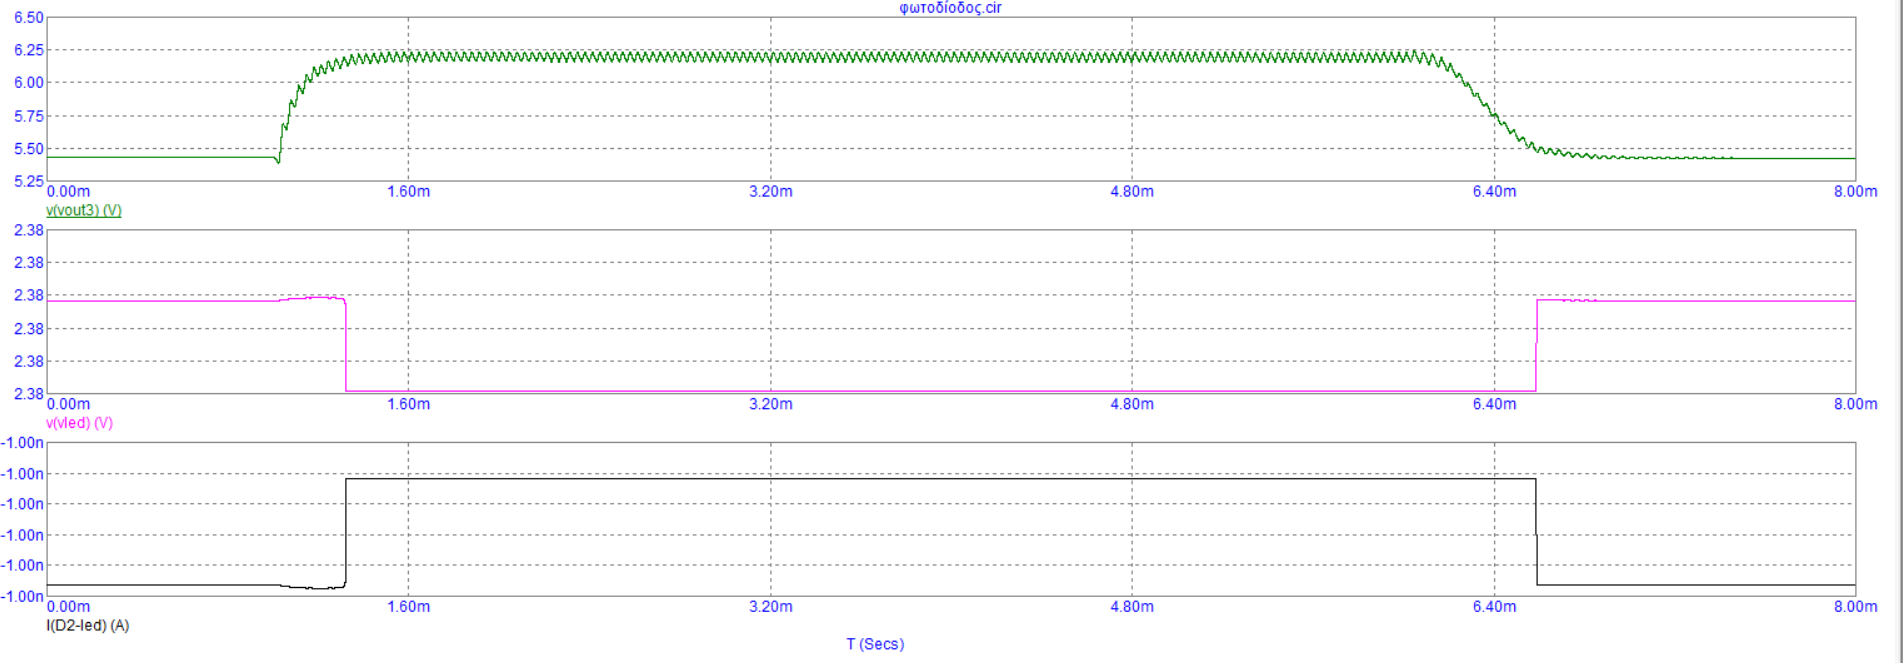 φωτοδίοδος.cir
6.50
6.25
6.00
5.75
5.50
5.25
0.00m 1.60m 3.20m 4.80m 6.40m 8.00m
v(vout3) (V)
2.38
2.38
2.38
2.38
2.38
2.38
0.00m 1.60m 3.20m 4.80m 6.40m 8.00m
v(vled) (V)
-1.00n
-1.00n
-1.00n
-1.00n
-1.00n
-1.00n
0.00m 1.60m 3.20m 4.80m 6.40m 8.00m
I(D2-led) (A)
T (Secs)